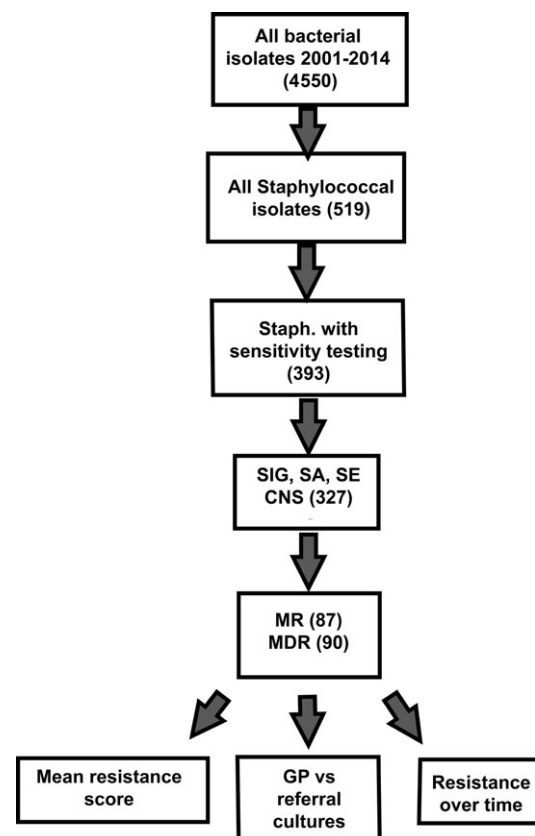 All bacterial
isolates 2001-2014
(4550)
All Staphylococcal
isolates (519)
Staph. with
sensitivity testing
(393)
SIG, SA, SE
CNS (327)
MR (87)
MDR (90)
Mean resistance
score
GP vs
referral
cultures
Resistance
over time